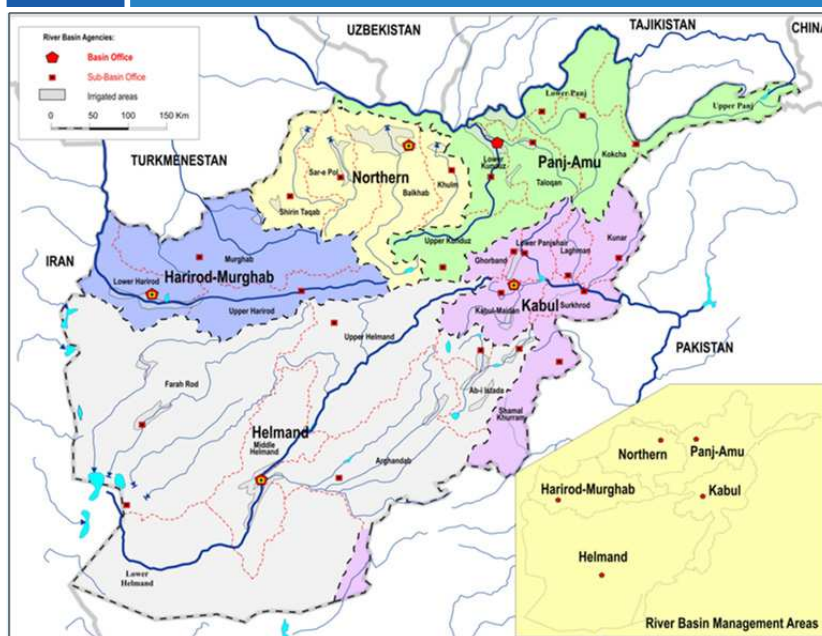 UZBEKISTAN
TAJIKISTAN
CHINA
River Basin Agencies:
Basin Office
Sub-Basin Office
Irrigated areas
0 50 100 150 Km
TURKMENESTAN
Lower Panj
Upper Panj
Kokcha
Lower
Kunduz
Panj-Amu
Taloqan
Sar-e Pol
Northern
Balkhab
Khulm
Shirin Taqab
Upper Kunduz
Lower Panjshair
Kunar
Ghorband
Laghman
Murghab
IRAN
Lower Harirod
Harirod-Murghab
Upper Harirod
Kabul
Kabul-Maidan
Surkhrod
PAKISTAN
Upper Helmand
Farah Rod
Ab-i Istada
Shamal
Khurram
Helmand
Middle
Helmand
Arghandab
Lower
Helmand
Northern
Panj-Amu
Harirod-Murghab
Kabul
Helmand
River Basin Management Areas